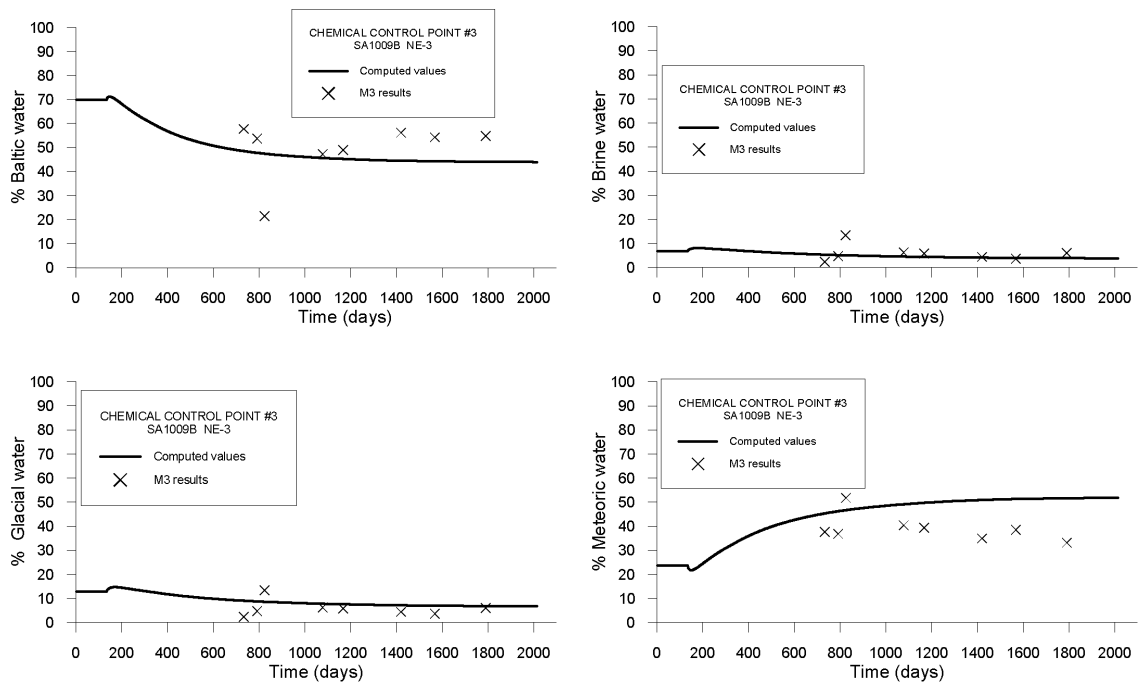 % Baltic water
100
90
80
70
60
50
40
30
20
10
0
CHEMICAL CONTROL POINT #3
SA1009B NE-3
Computed values
M3 results
0 200 400 600 800 1000 1200 1400 1600 1800 2000
Time (days)
% Brine water
100
90
80
70
60
50
40
30
20
10
0
CHEMICAL CONTROL POINT #3
SA1009B NE-3
Computed values
M3 results
0 200 400 600 800 1000 1200 1400 1600 1800 2000
Time (days)
% Glacial water
100
90
80
70
60
50
40
30
20
10
0
CHEMICAL CONTROL POINT #3
SA1009B NE-3
Computed values
M3 results
0 200 400 600 800 1000 1200 1400 1600 1800 2000
Time (days)
% Meteoric water
100
90
80
70
60
50
40
30
20
10
0
CHEMICAL CONTROL POINT #3
SA1009B NE-3
Computed values
M3 results
0 200 400 600 800 1000 1200 1400 1600 1800 2000
Time (days)